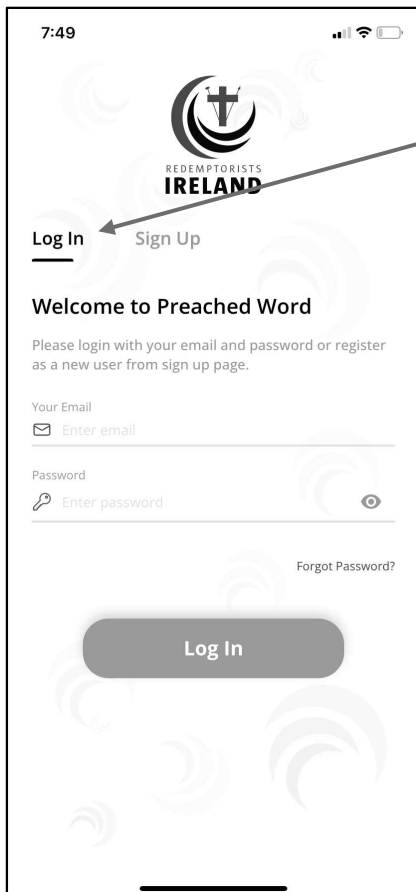 7:49
REDEMPTORISTS
IRELAND
Log In
Sign Up
Welcome to Preached Word
Please login with your email and password or register
as a new user from sign up page.
Your Email
Enter email
Password
Enter password
Forgot Password?
Log In